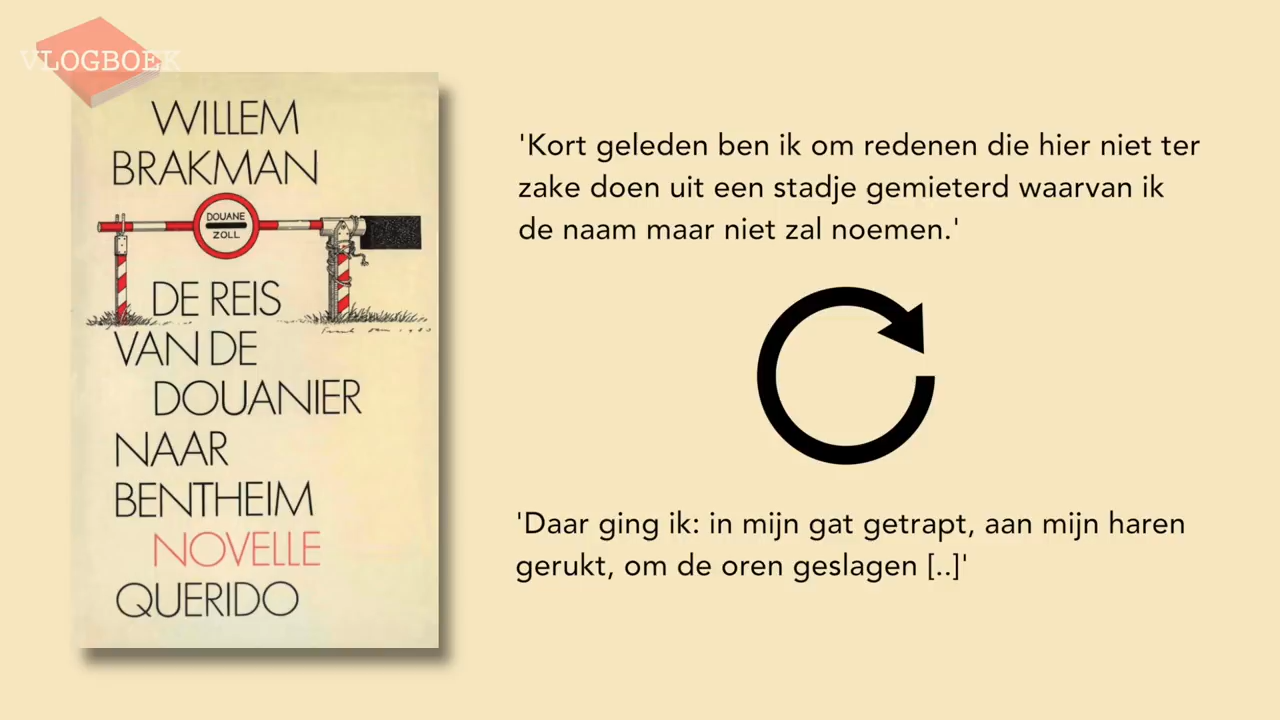 VLOGBOEK
WILLEM
BRAKMAN
DOUANE
ZOLL
DE REIS
VAN DE
DOUANIER
NAAR
BENTHEIM
NOVELLE
QUERIDO
'Kort geleden ben ik om redenen die hier niet ter
zake doen uit een stadje gemieterd waarvan ik
de naam maar niet zal noemen.'
'Daar ging ik: in mijn gat getrapt, aan mijn haren
gerukt, om de oren geslagen [..]'